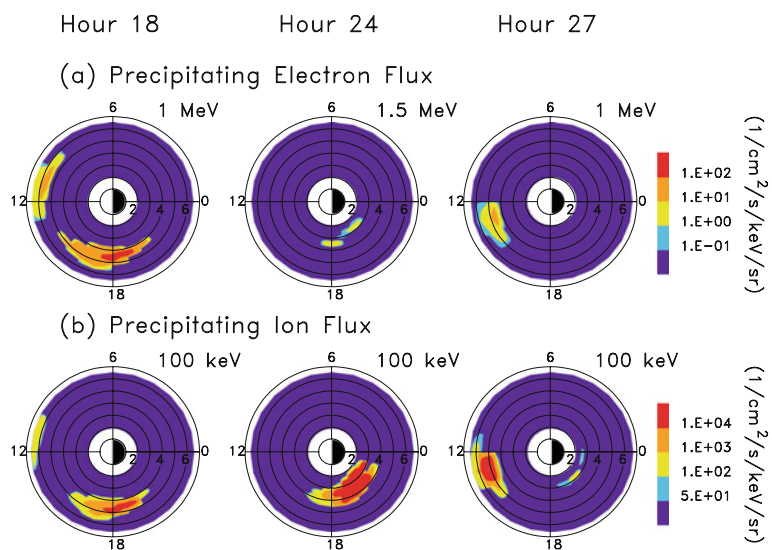 Hour 18 Hour 24 Hour 27
(a) Precipitating Electron Flux
6 1 MeV 6 1.5 MeV 6 1 MeV
12 2 4 6 0 12 2 4 6 0 12 2 4 6 0
18 18 18
1.E+02
1.E+01
1.E+00
1.E-01
(1/cm²/s/keV/sr)
(b) Precipitating Ion Flux
6 100 keV 6 100 keV 6 100 keV
12 2 4 6 0 12 2 4 6 0 12 2 4 6 0
18 18 18
1.E+04
1.E+03
1.E+02
5.E+01
(1/cm²/s/keV/sr)